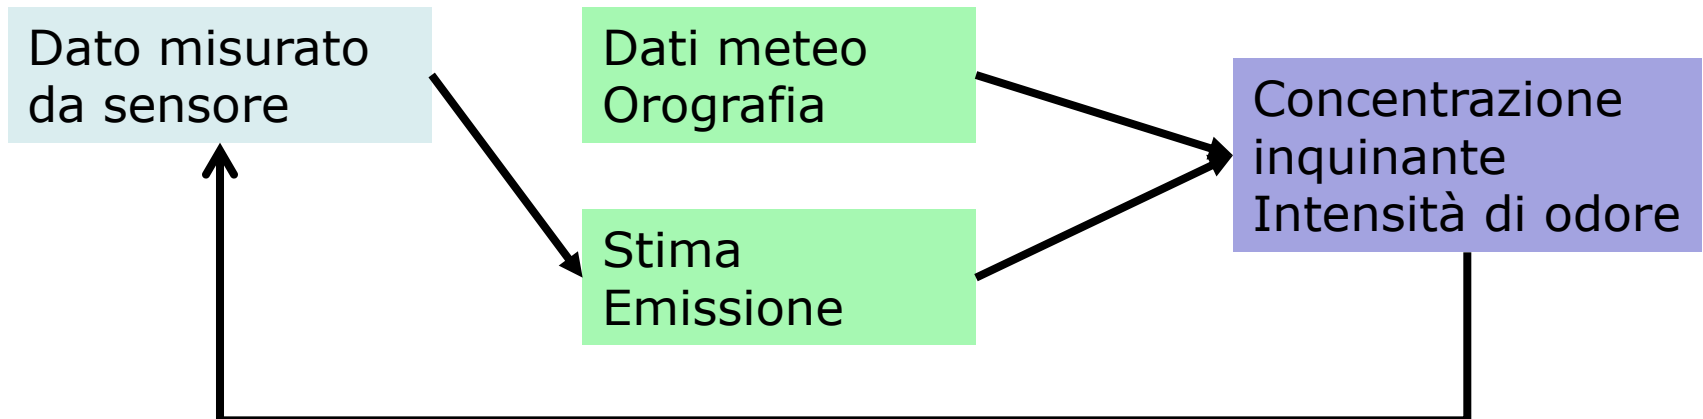 Dato misurato
da sensore
Dati meteo
Orografia
Stima
Emissione
Concentrazione
inquinante
Intensità di odore